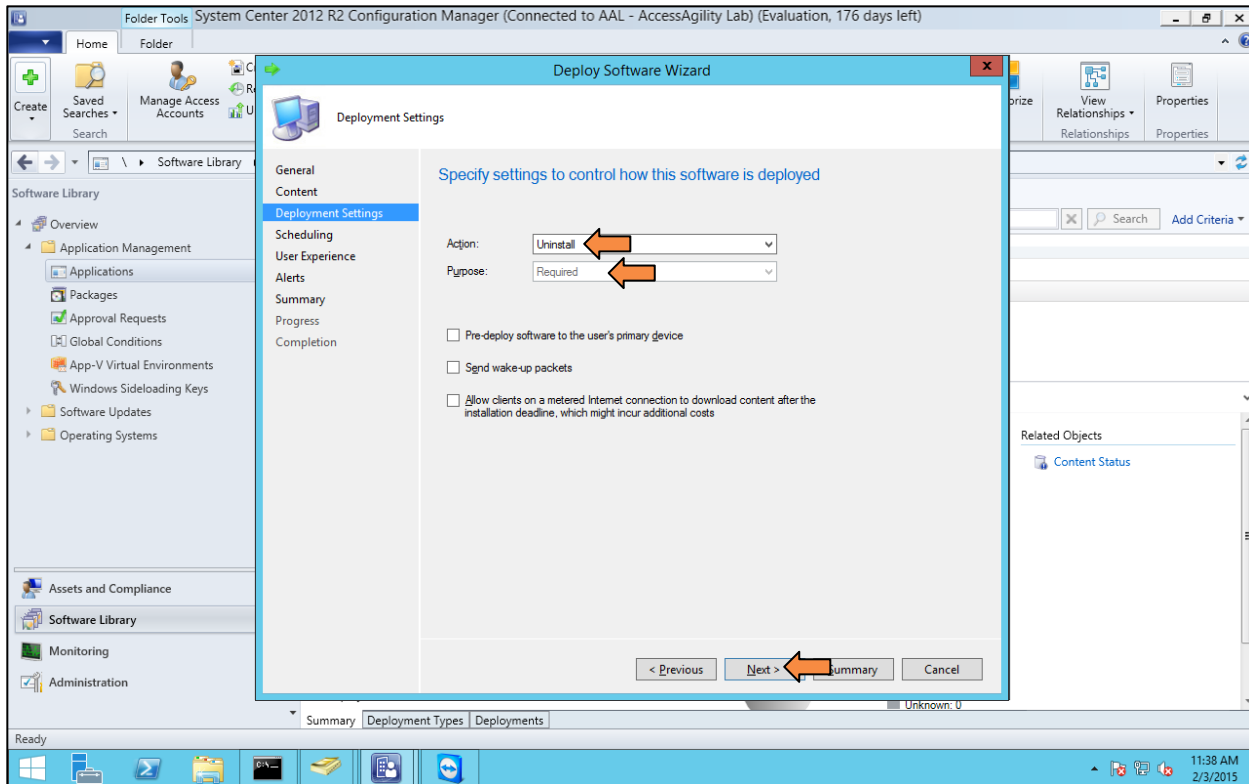 Folder Tools System Center 2012 R2 Configuration Manager (Connected to AAL - AccessAgility Lab) (Evaluation, 176 days left)
Home Folder
Create
Saved Searches
Manage Access Accounts
Search
View Relationships
Relationships
Properties
Properties
\ Software Library
Software Library
Overview
Application Management
Applications
Packages
Approval Requests
Global Conditions
App-V Virtual Environments
Windows Sideloading Keys
Software Updates
Operating Systems
Assets and Compliance
Software Library
Monitoring
Administration
Deploy Software Wizard
Deployment Settings
General
Content
Deployment Settings
Scheduling
User Experience
Alerts
Summary
Progress
Completion
Specify settings to control how this software is deployed
Action: Uninstall
Purpose: Required
Pre-deploy software to the user's primary device
Send wake-up packets
Allow clients on a metered Internet connection to download content after the
installation deadline, which might incur additional costs
< Previous Next > Summary Cancel
Search Add Criteria
Related Objects
Content Status
Unknown: 0
Summary Deployment Types Deployments
Ready
11:38 AM
2/3/2015